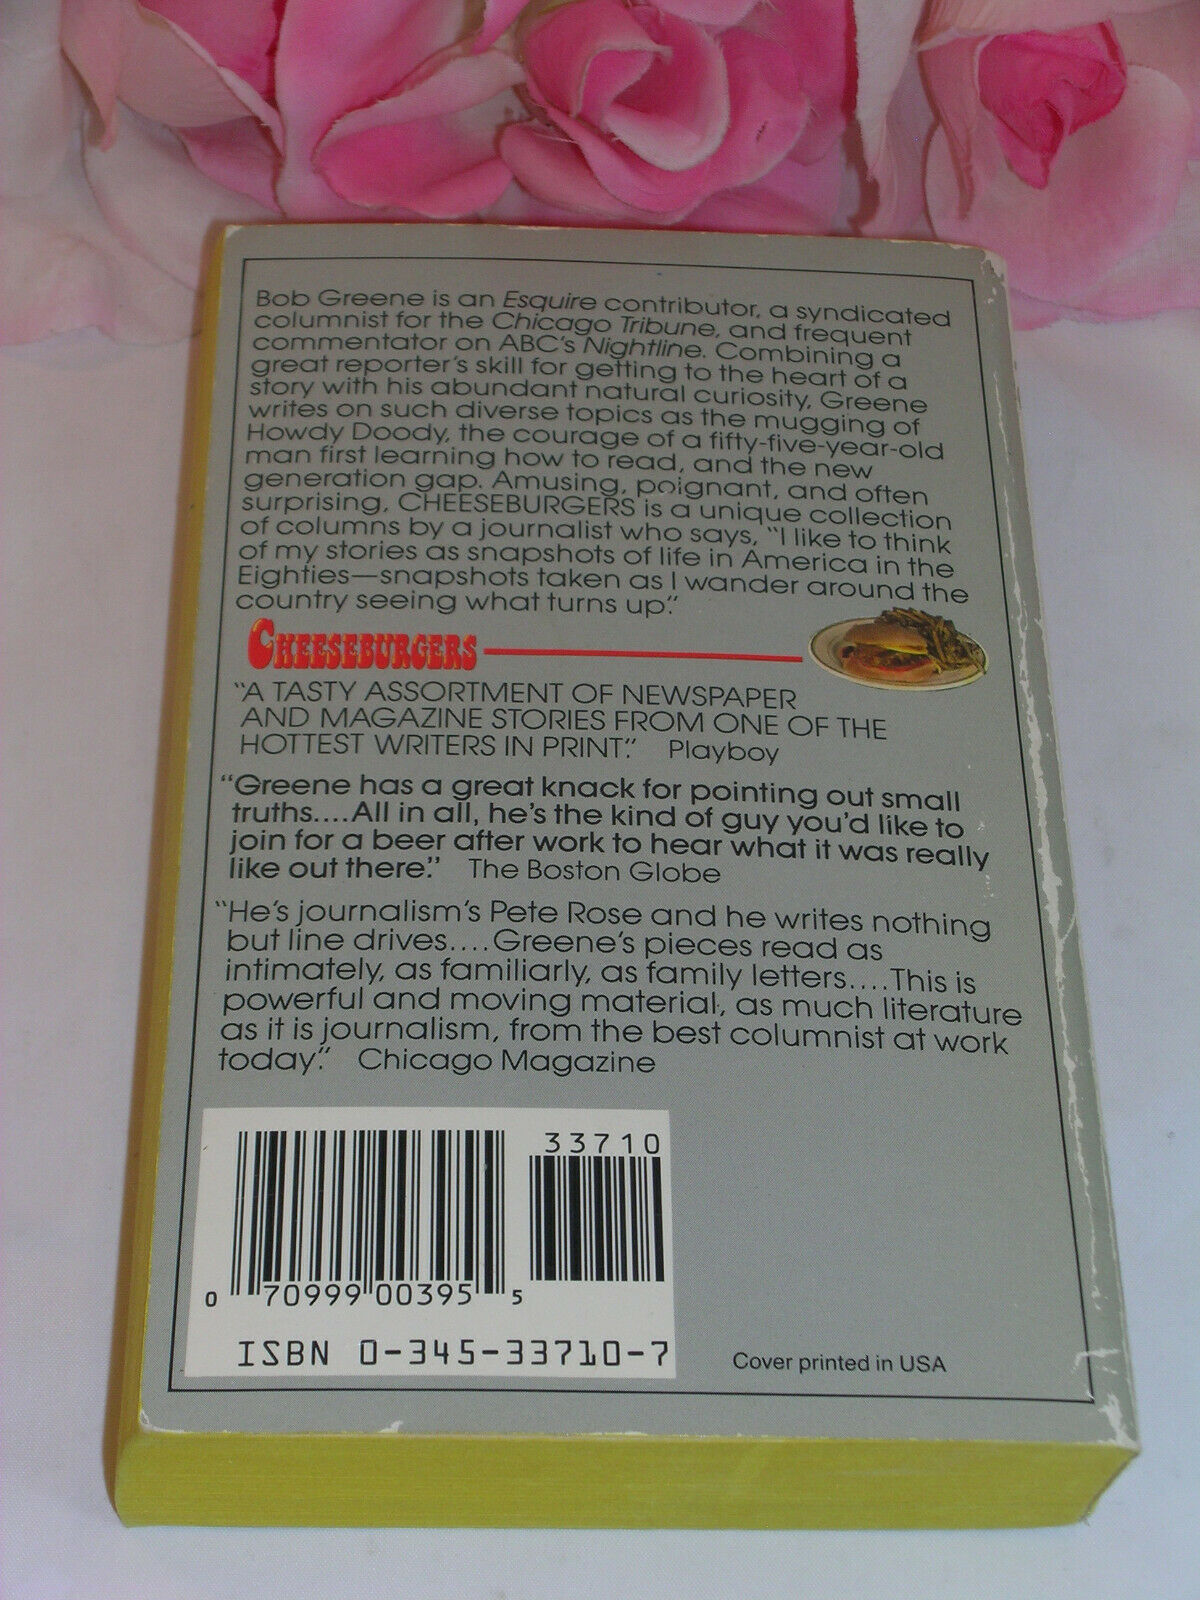 Bob Greene is an Esquire contributor, a syndicated
columnist for the Chicago Tribune, and frequent
commentator on ABC's Nightline. Combining a
great reporter's skill for getting to the heart of a
story with his abundant natural curiosity, Greene
writes on such diverse topics as the mugging of
Howdy Doody, the courage of a fifty-five-year-old
man first learning how to read, and the new
generation gap. Amusing, poignant, and often
surprising, CHEESEBURGERS is a unique collection
of columns by a journalist who says, "I like to think
of my stories as snapshots of life in America in the
Eighties—snapshots taken as I wander around the
country seeing what turns up."
CHEESEBURGERS
"A TASTY ASSORTMENT OF NEWSPAPER
AND MAGAZINE STORIES FROM ONE OF THE
HOTTEST WRITERS IN PRINT." Playboy
"Greene has a great knack for pointing out small
truths....All in all, he's the kind of guy you'd like to
join for a beer after work to hear what it was really
like out there." The Boston Globe
"He's journalism's Pete Rose and he writes nothing
but line drives....Greene's pieces read as
intimately, as familiarly, as family letters....This is
powerful and moving material, as much literature
as it is journalism, from the best columnist at work
today." Chicago Magazine
33710
0 70999 00395 5
ISBN 0-345-33710-7
Cover printed in USA